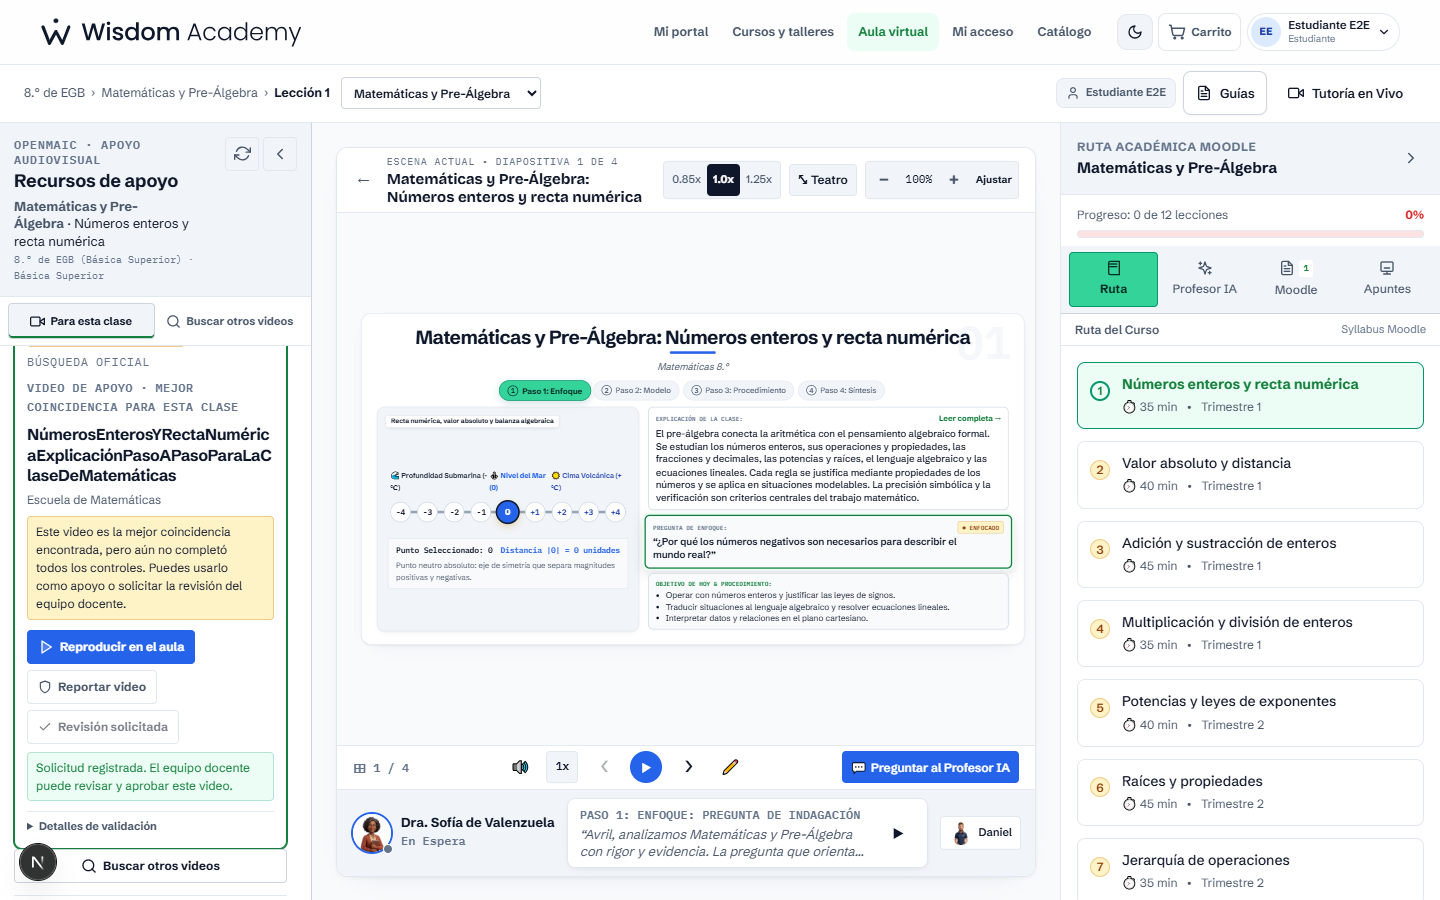 Wisdom Academy
Mi portal
Cursos y talleres
Aula virtual
Mi acceso
Catálogo
Carrito
EE
Estudiante E2E
Estudiante
8.° de EGB › Matemáticas y Pre-Álgebra › Lección 1
Matemáticas y Pre-Álgebra
Estudiante E2E
Guías
Tutoría en Vivo
OPENMAIC · APOYO
AUDIOVISUAL
Recursos de apoyo
Matemáticas y Pre-
Álgebra · Números enteros y
recta numérica
8.° de EGB (Básica Superior) ·
Básica Superior
Para esta clase
Buscar otros videos
BÚSQUEDA OFICIAL
VIDEO DE APOYO · MEJOR
COINCIDENCIA PARA ESTA CLASE
NúmerosEnterosYRectaNuméric
aExplicaciónPasoAPasoParaLaC
laseDeMatemáticas
Escuela de Matemáticas
Este video es la mejor coincidencia
encontrada, pero aún no completó
todos los controles. Puedes usarlo
como apoyo o solicitar la revisión del
equipo docente.
Reproducir en el aula
Reportar video
Revisión solicitada
Solicitud registrada. El equipo docente
puede revisar y aprobar este video.
Detalles de validación
N
Buscar otros videos
ESCENA ACTUAL • DIAPOSITIVA 1 DE 4
Matemáticas y Pre-Álgebra:
Números enteros y recta numérica
0.85x
1.0x
1.25x
Teatro
− 100% +
Ajustar
01
Matemáticas y Pre-Álgebra: Números enteros y recta numérica
Matemáticas 8.°
1 Paso 1: Enfoque
2 Paso 2: Modelo
3 Paso 3: Procedimiento
4 Paso 4: Síntesis
Recta numérica, valor absoluto y balanza algebraica
Profundidad Submarina (-
°C)
Nivel del Mar
(0)
Cima Volcánica (+
°C)
-4 -3 -2 -1 0 +1 +2 +3 +4
Punto Seleccionado: 0
Distancia |0| = 0 unidades
Punto neutro absoluto: eje de simetría que separa magnitudes
positivas y negativas.
EXPLICACIÓN DE LA CLASE:
Leer completa →
El pre-álgebra conecta la aritmética con el pensamiento algebraico formal.
Se estudian los números enteros, sus operaciones y propiedades, las
fracciones y decimales, las potencias y raíces, el lenguaje algebraico y las
ecuaciones lineales. Cada regla se justifica mediante propiedades de los
números y se aplica en situaciones modelables. La precisión simbólica y la
verificación son criterios centrales del trabajo matemático.
PREGUNTA DE ENFOQUE:
● ENFOCADO
“¿Por qué los números negativos son necesarios para describir el
mundo real?”
OBJETIVO DE HOY & PROCEDIMIENTO:
• Operar con números enteros y justificar las leyes de signos.
• Traducir situaciones al lenguaje algebraico y resolver ecuaciones lineales.
• Interpretar datos y relaciones en el plano cartesiano.
1 / 4
1x
Preguntar al Profesor IA
Dra. Sofía de Valenzuela
En Espera
PASO 1: ENFOQUE: PREGUNTA DE INDAGACIÓN
“Avril, analizamos Matemáticas y Pre-Álgebra
con rigor y evidencia. La pregunta que orienta...
Daniel
RUTA ACADÉMICA MOODLE
Matemáticas y Pre-Álgebra
Progreso: 0 de 12 lecciones
0%
Ruta
Profesor IA
1
Moodle
Apuntes
Ruta del Curso
Syllabus Moodle
1
Números enteros y recta numérica
35 min • Trimestre 1
2
Valor absoluto y distancia
40 min • Trimestre 1
3
Adición y sustracción de enteros
45 min • Trimestre 1
4
Multiplicación y división de enteros
35 min • Trimestre 1
5
Potencias y leyes de exponentes
40 min • Trimestre 2
6
Raíces y propiedades
45 min • Trimestre 2
7
Jerarquía de operaciones
35 min • Trimestre 2